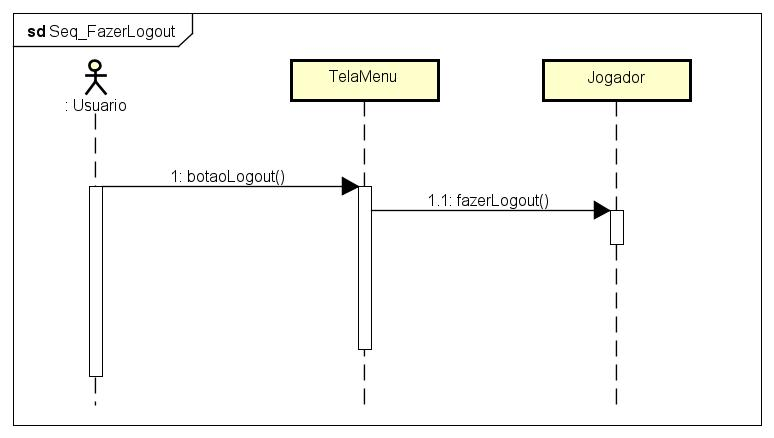 sd Seq_FazerLogout
: Usuario
TelaMenu
Jogador
1: botaoLogout()
1.1: fazerLogout()